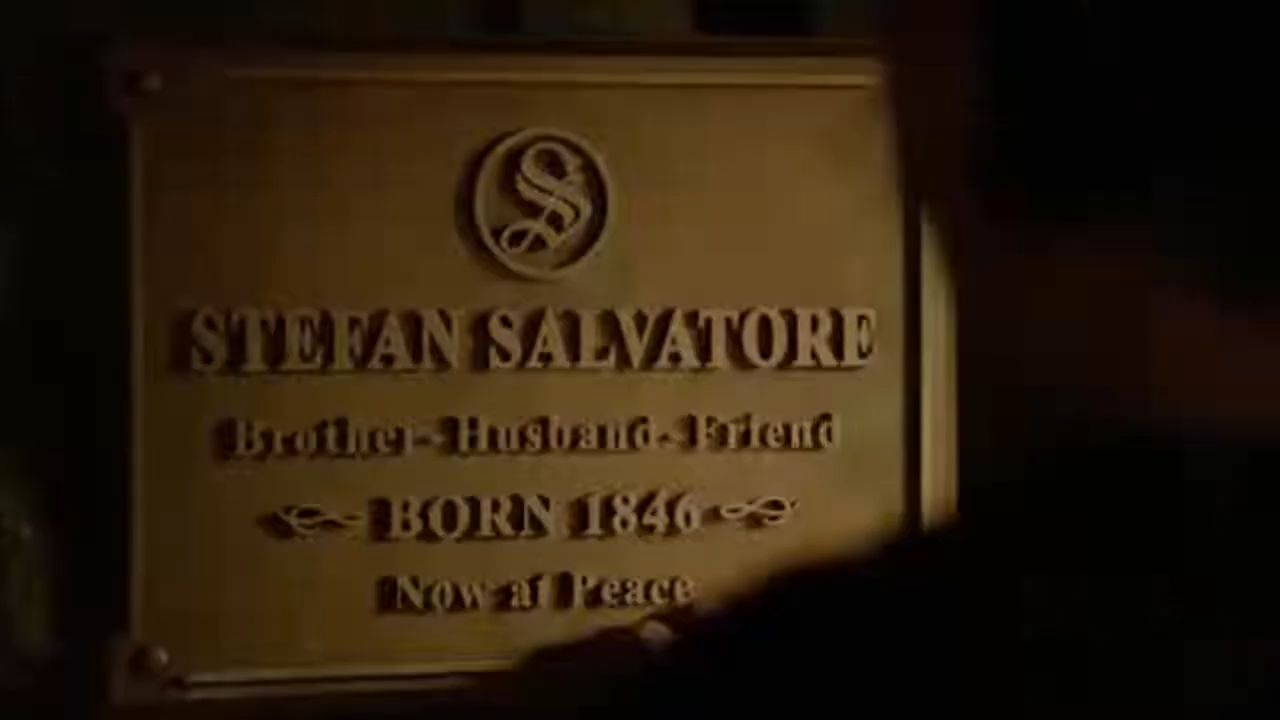 S
STEFAN SALVATORE
Brother - Husband - Friend
BORN 1846
Now at Peace